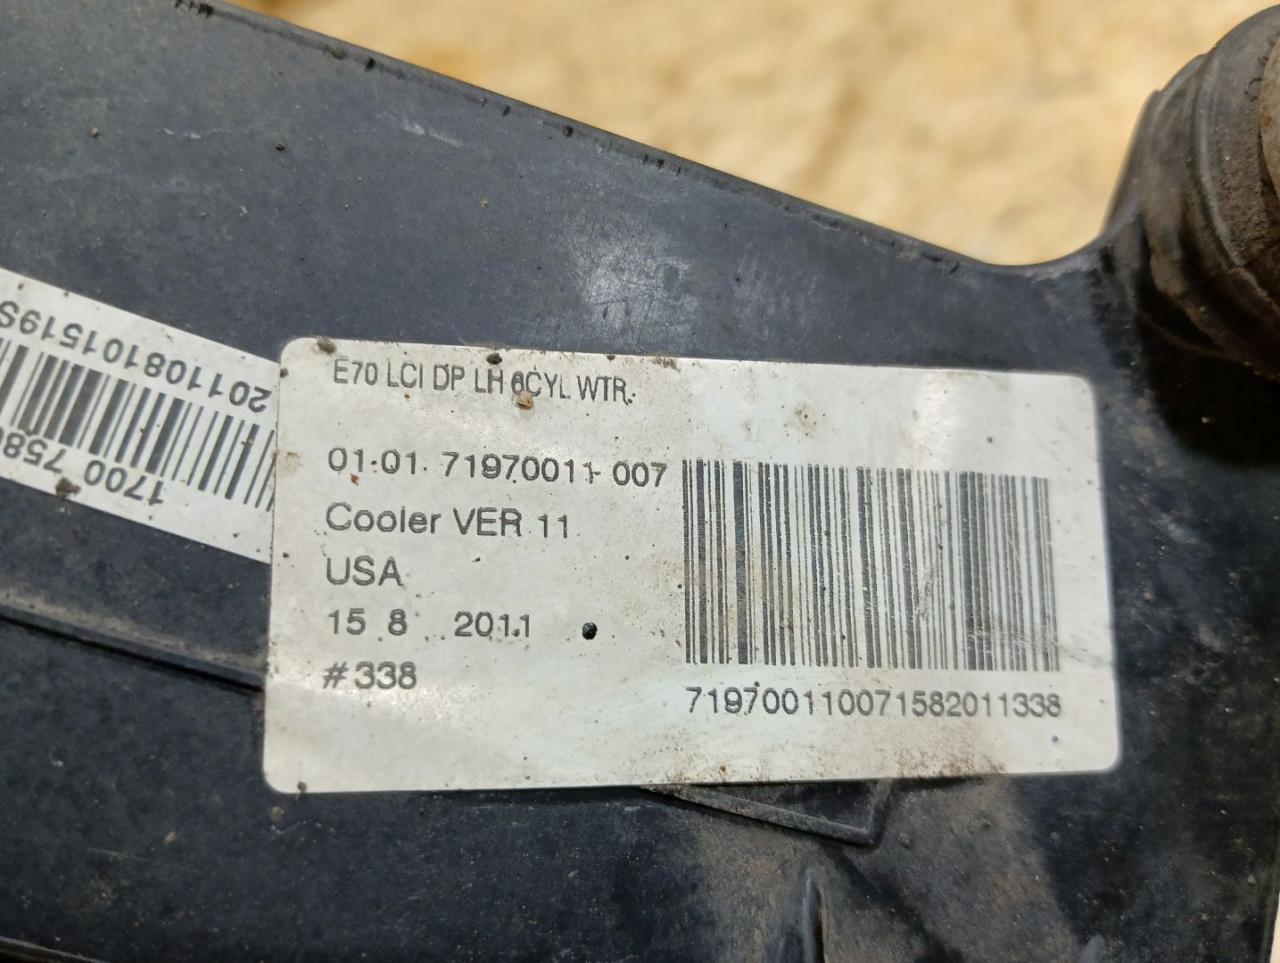 E70 LCI DP LH 6CYL WTR.
01.01. 71970011- 007
Cooler VER 11
USA
15 .8 . 2011
#338
719700110071582011338
1700 758
201108101519S